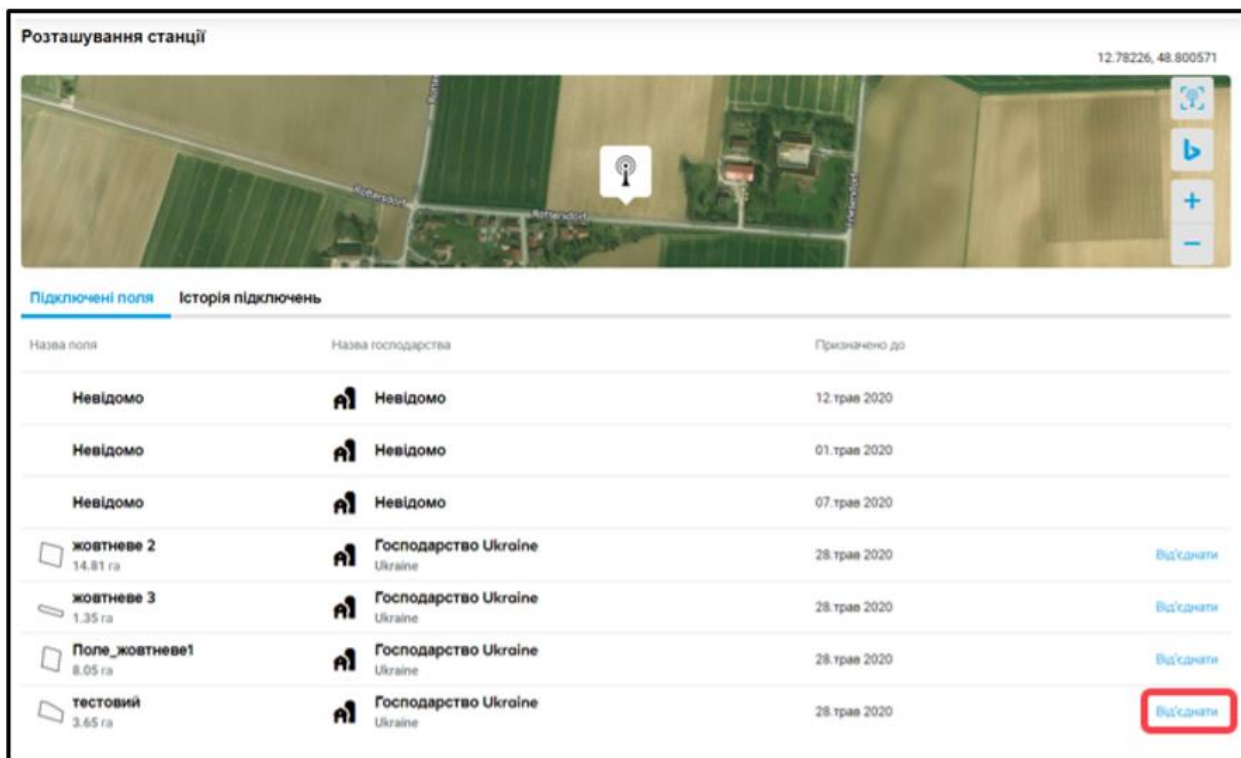 Розташування станції
12.78226, 48.800571
Rottersdorf
Rottersdorf
Підключені поля Історія підключень
Назва поля Назва господарства Призначено до
Невідомо Невідомо 12.трав 2020
Невідомо Невідомо 01.трав 2020
Невідомо Невідомо 07.трав 2020
жовтневе 2 Господарство Ukraine 28.трав 2020 Від'єднати
14.81 га Ukraine
жовтневе 3 Господарство Ukraine 28.трав 2020 Від'єднати
1.35 га Ukraine
Поле_жовтневе1 Господарство Ukraine 28.трав 2020 Від'єднати
8.05 га Ukraine
тестовий Господарство Ukraine 28.трав 2020 Від'єднати
3.65 га Ukraine